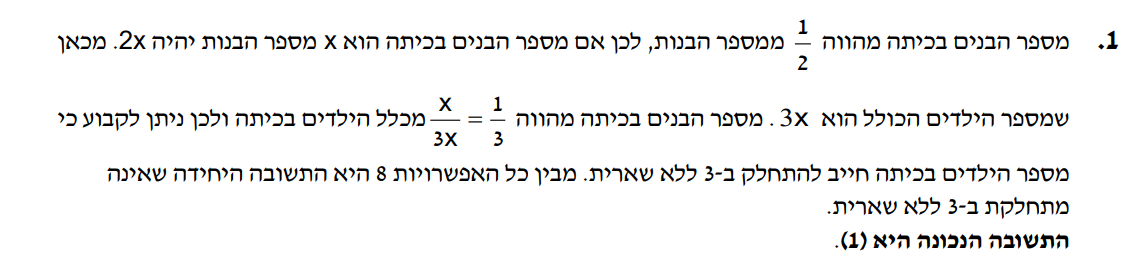 1. מספר הבנים בכיתה מהווה 1/2 ממספר הבנות, לכן אם מספר הבנים בכיתה הוא x מספר הבנות יהיה 2x. מכאן
שמספר הילדים הכולל הוא 3x . מספר הבנים בכיתה מהווה x/3x = 1/3 מכלל הילדים בכיתה ולכן ניתן לקבוע כי
מספר הילדים בכיתה חייב להתחלק ב-3 ללא שארית. מבין כל האפשרויות 8 היא התשובה היחידה שאינה
מתחלקת ב-3 ללא שארית.
התשובה הנכונה היא (1).